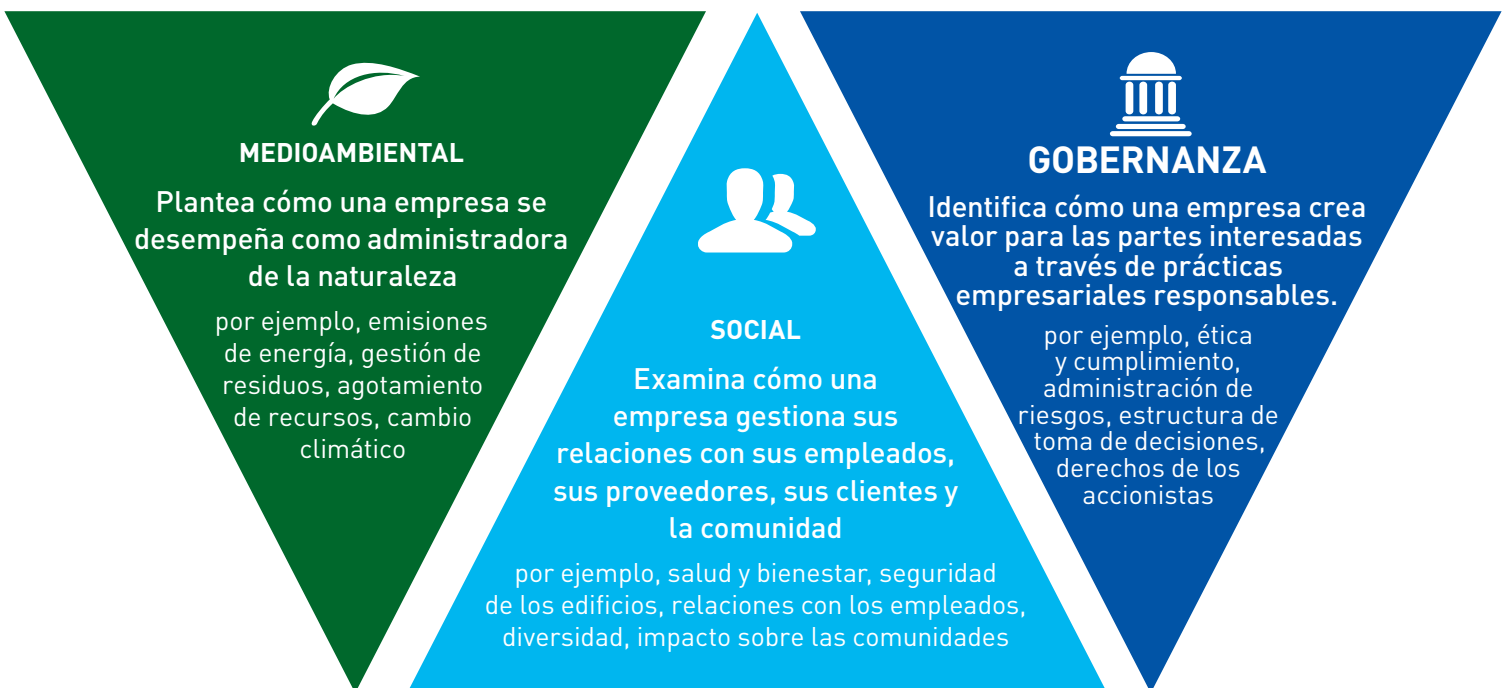 MEDIOAMBIENTAL
Plantea cómo una empresa se
desempeña como administradora
de la naturaleza
por ejemplo, emisiones
de energía, gestión de
residuos, agotamiento
de recursos, cambio
climático
SOCIAL
Examina cómo una
empresa gestiona sus
relaciones con sus empleados,
sus proveedores, sus clientes y
la comunidad
por ejemplo, salud y bienestar, seguridad
de los edificios, relaciones con los empleados,
diversidad, impacto sobre las comunidades
GOBERNANZA
Identifica cómo una empresa crea
valor para las partes interesadas
a través de prácticas
empresariales responsables.
por ejemplo, ética
y cumplimiento,
administración de
riesgos, estructura de
toma de decisiones,
derechos de los
accionistas